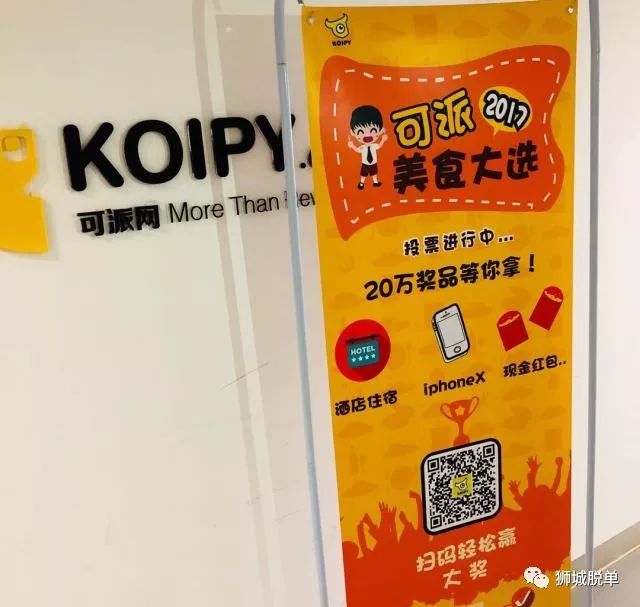 KOIPY
可派网 More Than
KOIPY
可派
2017
美食大选
投票进行中...
20万奖品等你拿！
HOTEL
酒店住宿
iphoneX
现金红包..
KOIPY
扫码轻松赢
大奖
狮城脱单